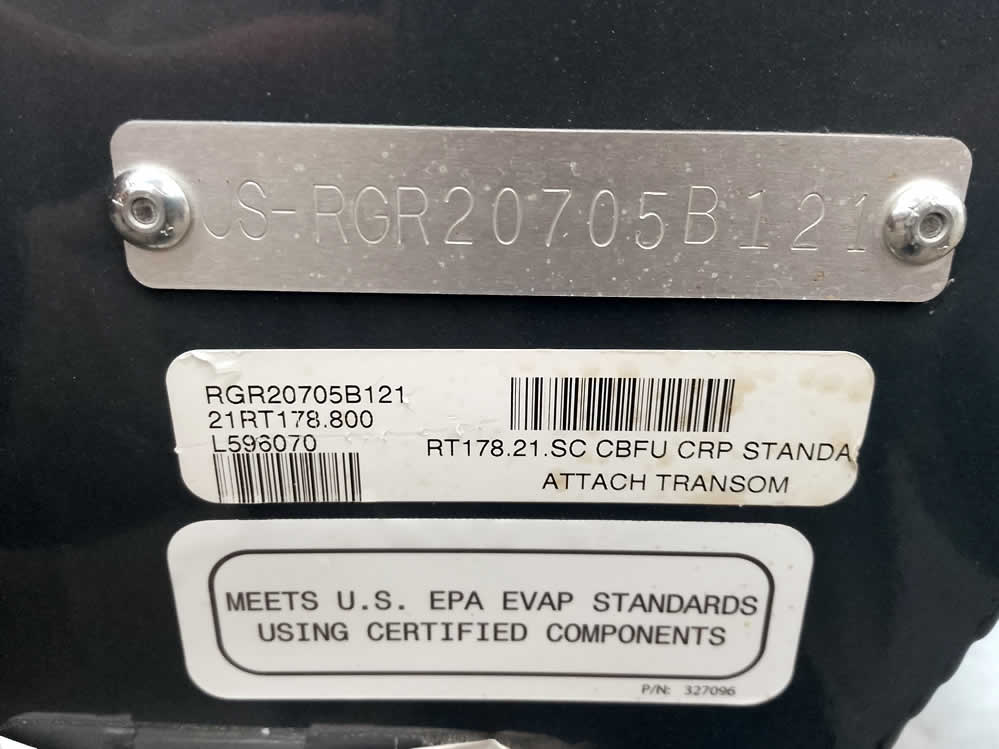 US-RGR20705B121
RGR20705B121
21RT178.800
L596070
RT178.21.SC CBFU CRP STANDA
ATTACH TRANSOM
MEETS U.S. EPA EVAP STANDARDS
USING CERTIFIED COMPONENTS
P/N: 327096